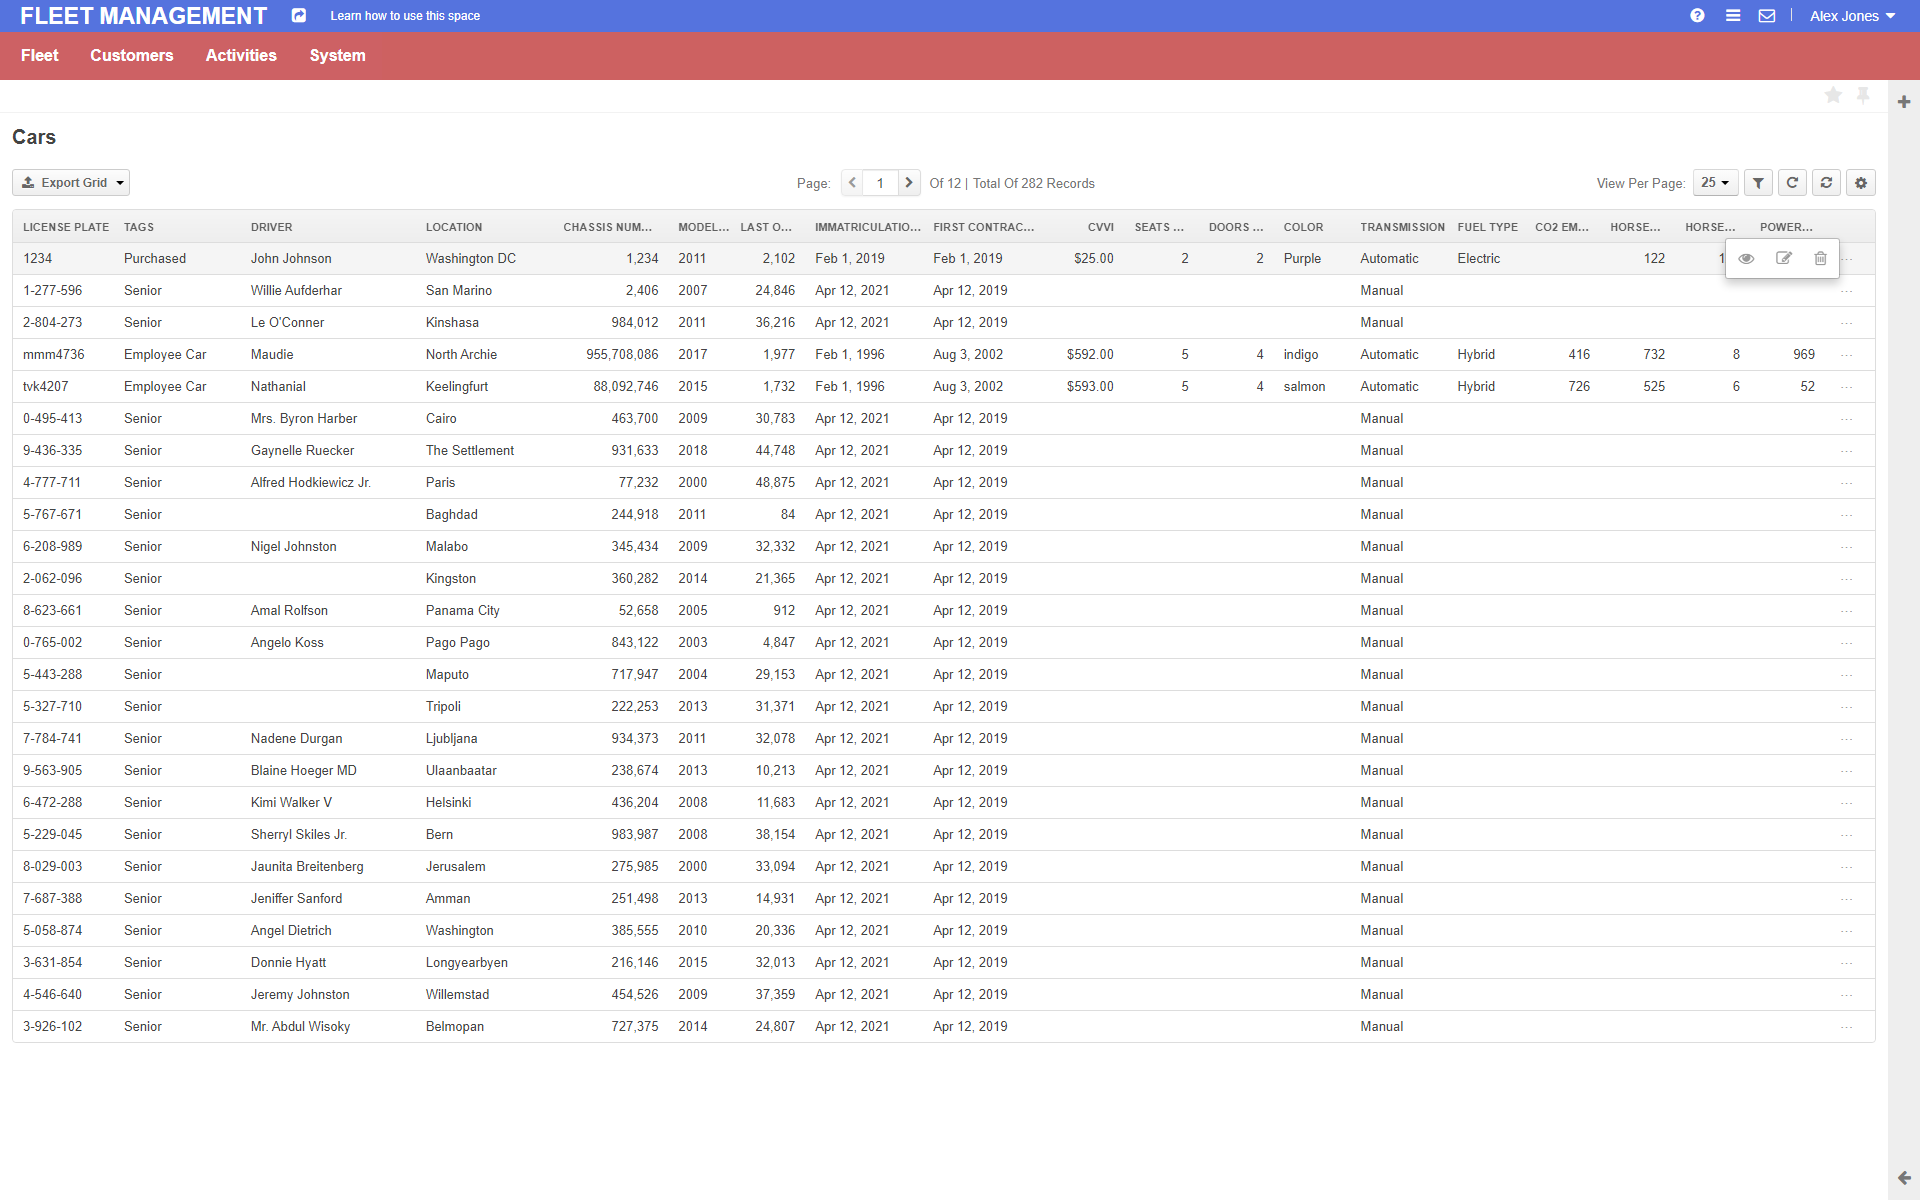 FLEET MANAGEMENT Learn how to use this space Alex Jones
Fleet Customers Activities System
Cars
Export Grid Page: 1 Of 12 | Total Of 282 Records View Per Page: 25
LICENSE PLATE TAGS DRIVER LOCATION CHASSIS NUM... MODEL... LAST O... IMMATRICULATIO... FIRST CONTRAC... CVVI SEATS ... DOORS ... COLOR TRANSMISSION FUEL TYPE CO2 EM... HORSE... HORSE... POWER...
1234 Purchased John Johnson Washington DC 1,234 2011 2,102 Feb 1, 2019 Feb 1, 2019 $25.00 2 2 Purple Automatic Electric 122 ...
1-277-596 Senior Willie Aufderhar San Marino 2,406 2007 24,846 Apr 12, 2021 Apr 12, 2019 Manual ...
2-804-273 Senior Le O'Conner Kinshasa 984,012 2011 36,216 Apr 12, 2021 Apr 12, 2019 Manual ...
mmm4736 Employee Car Maudie North Archie 955,708,086 2017 1,977 Feb 1, 1996 Aug 3, 2002 $592.00 5 4 indigo Automatic Hybrid 416 732 8 969 ...
tvk4207 Employee Car Nathanial Keelingfurt 88,092,746 2015 1,732 Feb 1, 1996 Aug 3, 2002 $593.00 5 4 salmon Automatic Hybrid 726 525 6 52 ...
0-495-413 Senior Mrs. Byron Harber Cairo 463,700 2009 30,783 Apr 12, 2021 Apr 12, 2019 Manual ...
9-436-335 Senior Gaynelle Ruecker The Settlement 931,633 2018 44,748 Apr 12, 2021 Apr 12, 2019 Manual ...
4-777-711 Senior Alfred Hodkiewicz Jr. Paris 77,232 2000 48,875 Apr 12, 2021 Apr 12, 2019 Manual ...
5-767-671 Senior Baghdad 244,918 2011 84 Apr 12, 2021 Apr 12, 2019 Manual ...
6-208-989 Senior Nigel Johnston Malabo 345,434 2009 32,332 Apr 12, 2021 Apr 12, 2019 Manual ...
2-062-096 Senior Kingston 360,282 2014 21,365 Apr 12, 2021 Apr 12, 2019 Manual ...
8-623-661 Senior Amal Rolfson Panama City 52,658 2005 912 Apr 12, 2021 Apr 12, 2019 Manual ...
0-765-002 Senior Angelo Koss Pago Pago 843,122 2003 4,847 Apr 12, 2021 Apr 12, 2019 Manual ...
5-443-288 Senior Maputo 717,947 2004 29,153 Apr 12, 2021 Apr 12, 2019 Manual ...
5-327-710 Senior Tripoli 222,253 2013 31,371 Apr 12, 2021 Apr 12, 2019 Manual ...
7-784-741 Senior Nadene Durgan Ljubljana 934,373 2011 32,078 Apr 12, 2021 Apr 12, 2019 Manual ...
9-563-905 Senior Blaine Hoeger MD Ulaanbaatar 238,674 2013 10,213 Apr 12, 2021 Apr 12, 2019 Manual ...
6-472-288 Senior Kimi Walker V Helsinki 436,204 2008 11,683 Apr 12, 2021 Apr 12, 2019 Manual ...
5-229-045 Senior Sherryl Skiles Jr. Bern 983,987 2008 38,154 Apr 12, 2021 Apr 12, 2019 Manual ...
8-029-003 Senior Jaunita Breitenberg Jerusalem 275,985 2000 33,094 Apr 12, 2021 Apr 12, 2019 Manual ...
7-687-388 Senior Jeniffer Sanford Amman 251,498 2013 14,931 Apr 12, 2021 Apr 12, 2019 Manual ...
5-058-874 Senior Angel Dietrich Washington 385,555 2010 20,336 Apr 12, 2021 Apr 12, 2019 Manual ...
3-631-854 Senior Donnie Hyatt Longyearbyen 216,146 2015 32,013 Apr 12, 2021 Apr 12, 2019 Manual ...
4-546-640 Senior Jeremy Johnston Willemstad 454,526 2009 37,359 Apr 12, 2021 Apr 12, 2019 Manual ...
3-926-102 Senior Mr. Abdul Wisoky Belmopan 727,375 2014 24,807 Apr 12, 2021 Apr 12, 2019 Manual ...